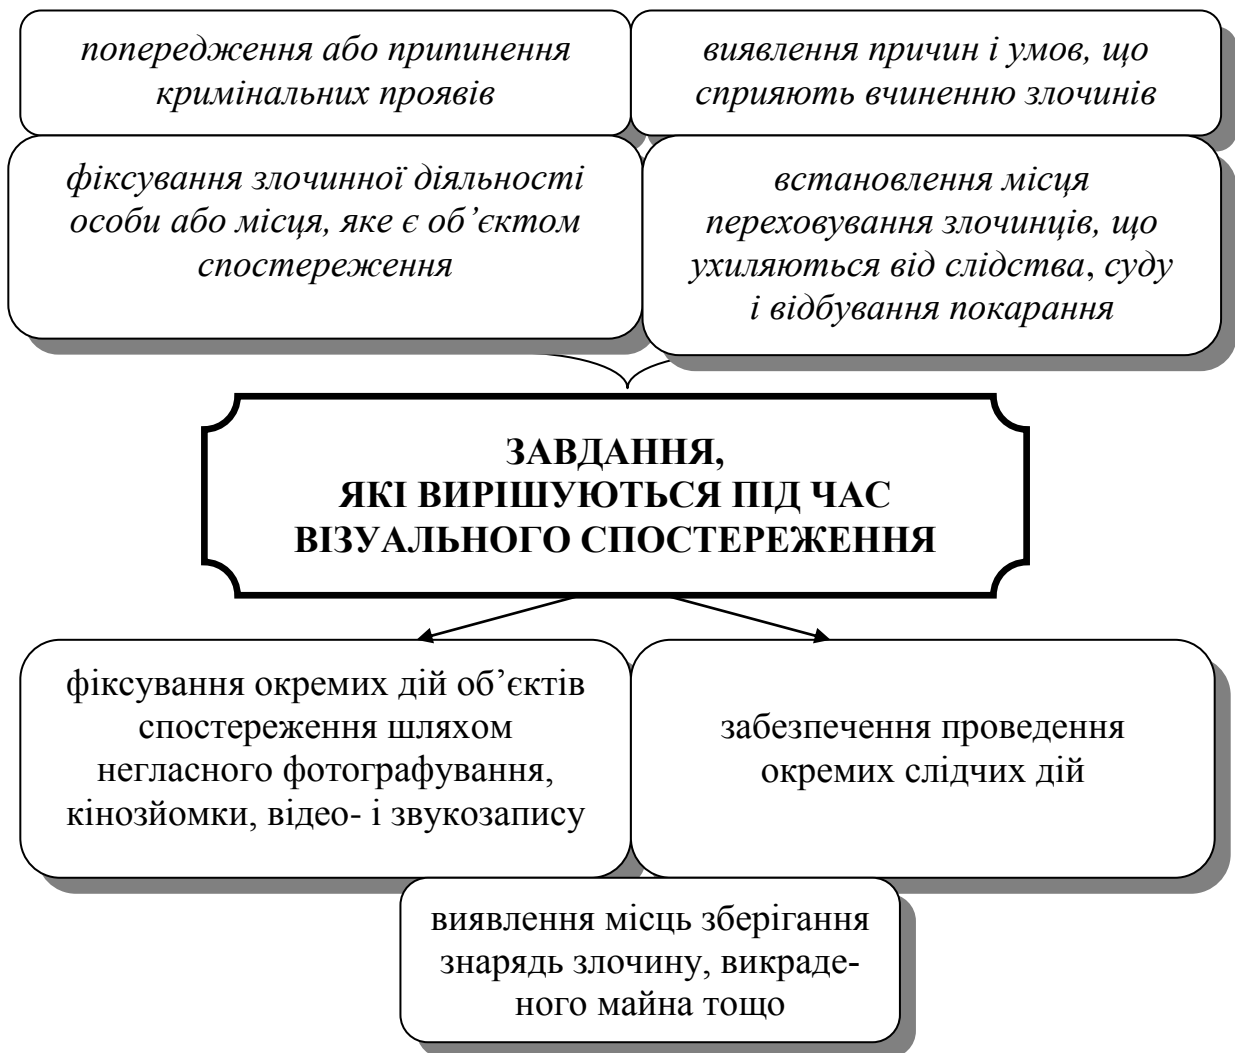 попередження або припинення
кримінальних проявів
виявлення причин і умов, що
сприяють вчиненню злочинів
фіксування злочинної діяльності
особи або місця, яке є об’єктом
спостереження
встановлення місця
переховування злочинців, що
ухиляються від слідства, суду
і відбування покарання
ЗАВДАННЯ,
ЯКІ ВИРІШУЮТЬСЯ ПІД ЧАС
ВІЗУАЛЬНОГО СПОСТЕРЕЖЕННЯ
фіксування окремих дій об’єктів
спостереження шляхом
негласного фотографування,
кінозйомки, відео- і звукозапису
забезпечення проведення
окремих слідчих дій
виявлення місць зберігання
знарядь злочину, викраде-
ного майна тощо